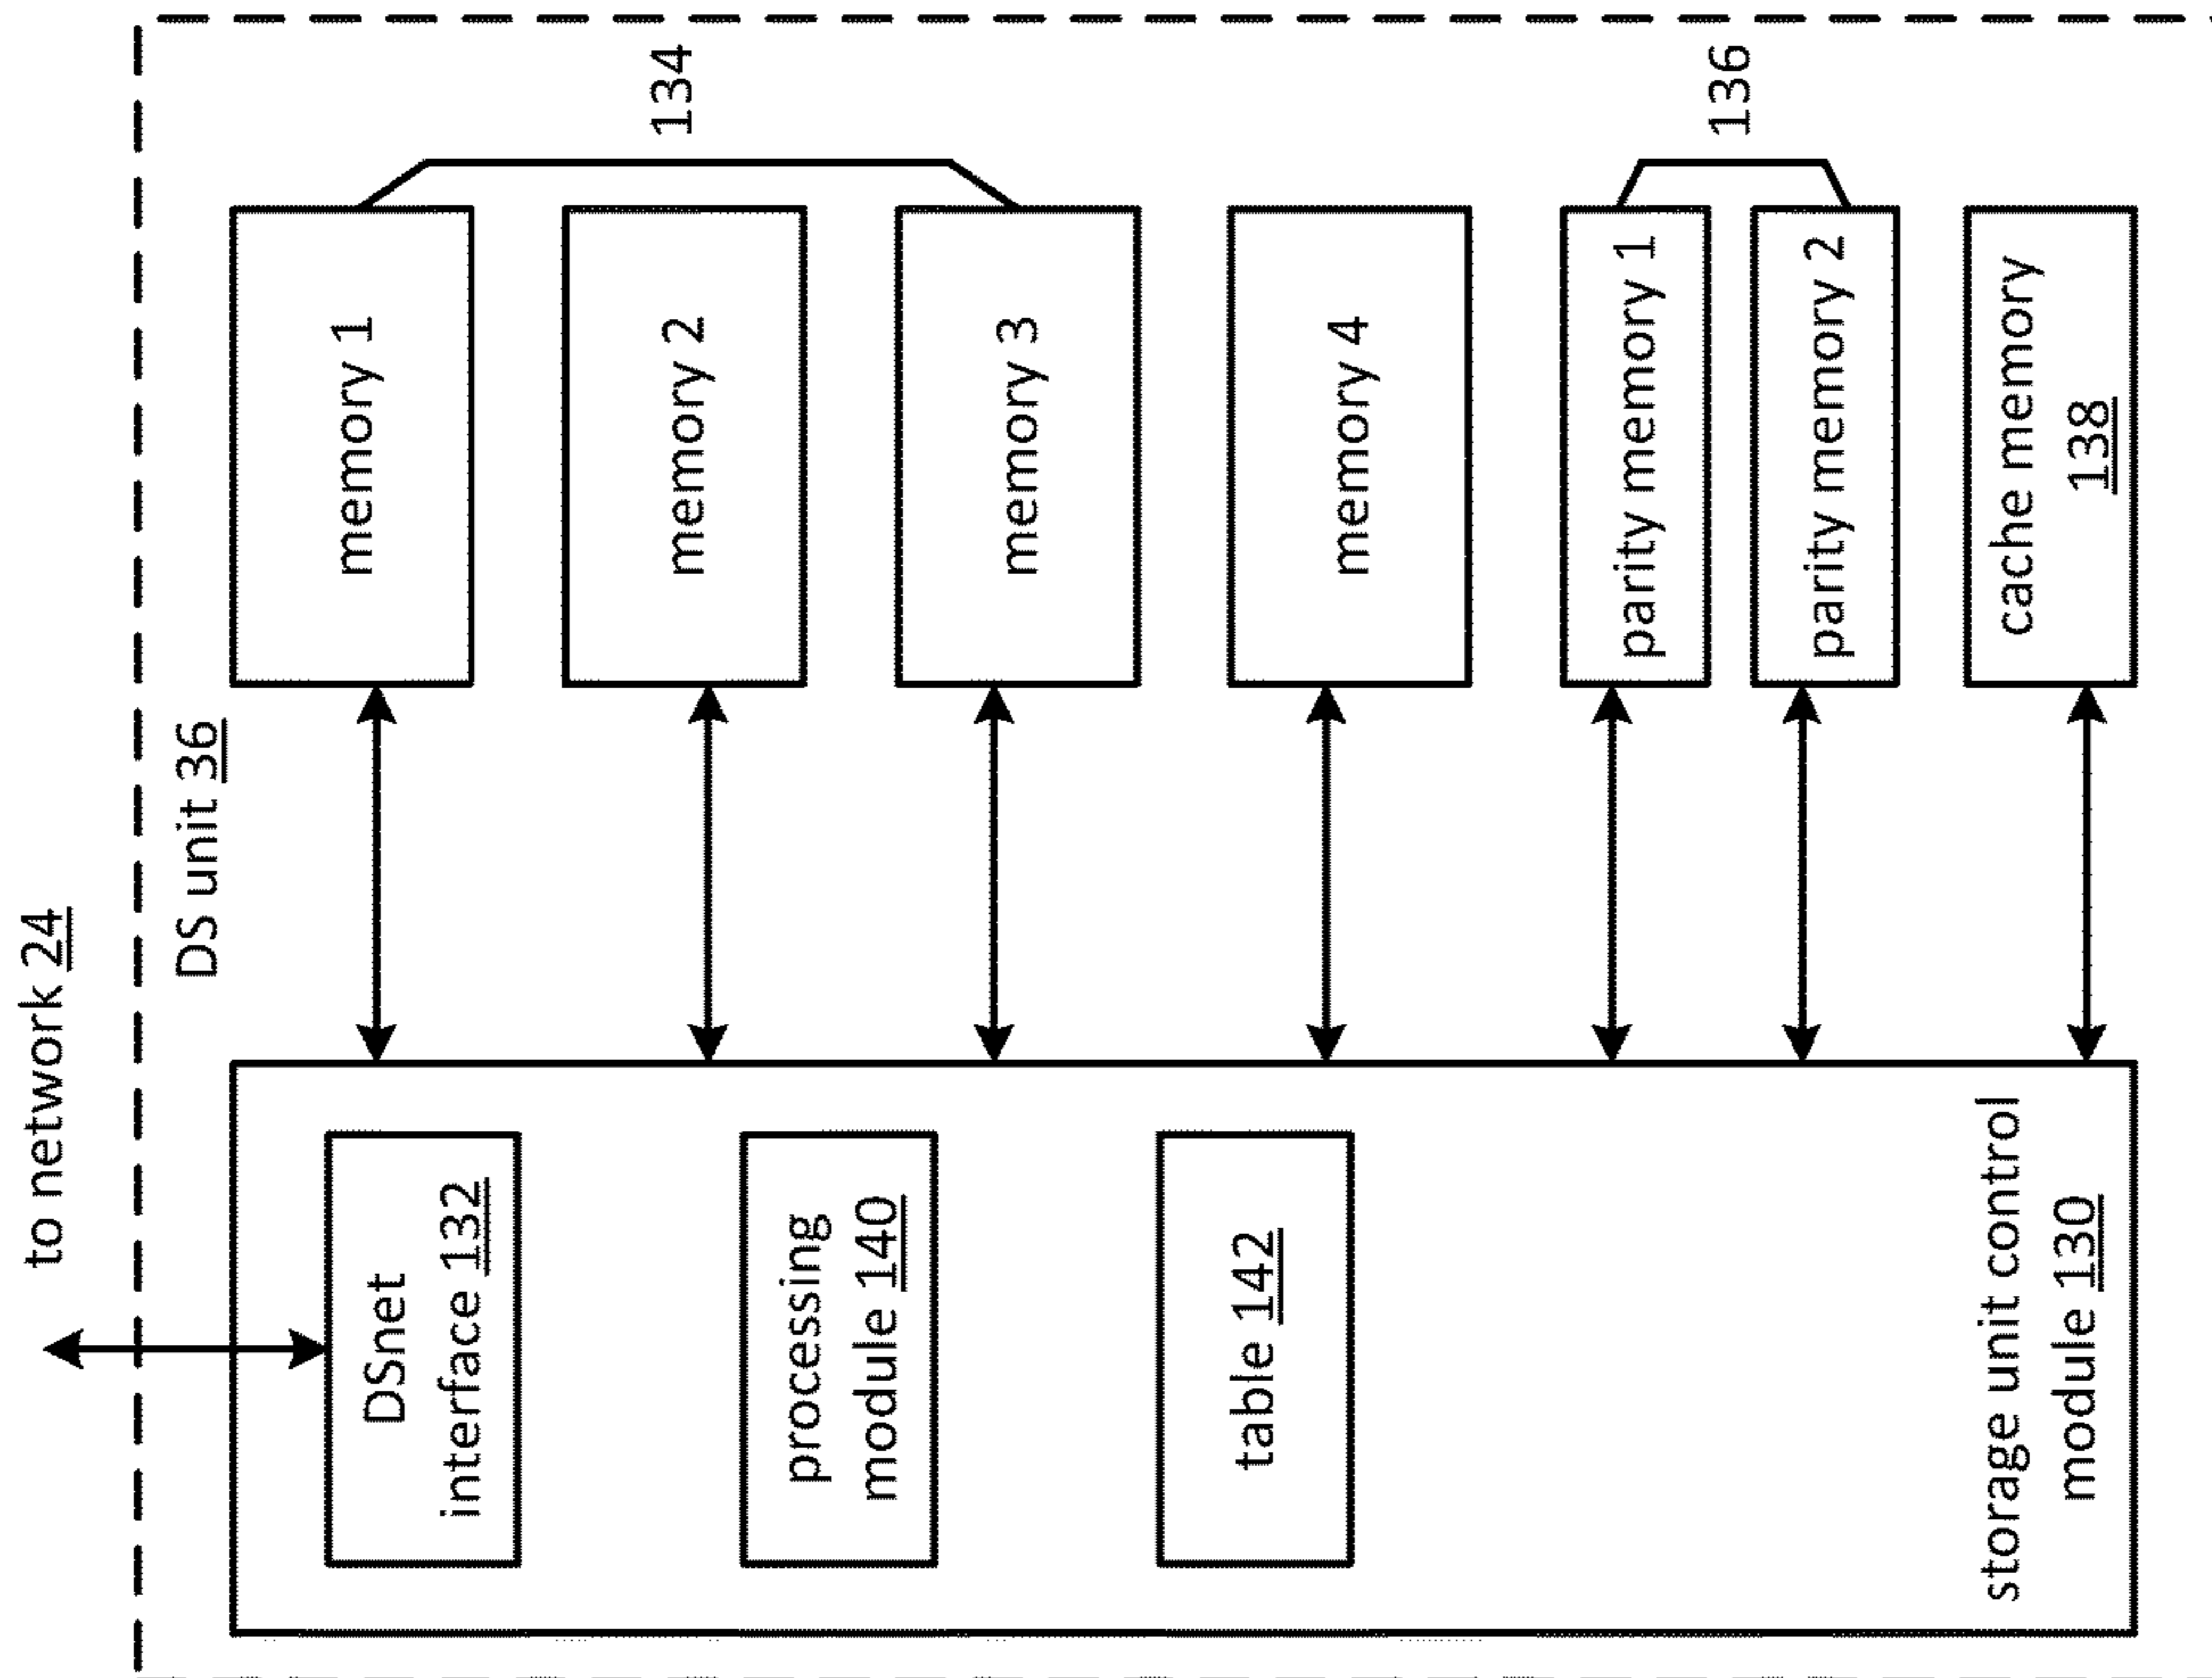 to network 24
DS unit 36
DSnet
interface 132
processing
module 140
table 142
storage unit control
module 130
memory 1
memory 2
memory 3
memory 4
parity memory 1
parity memory 2
cache memory
138
134
136